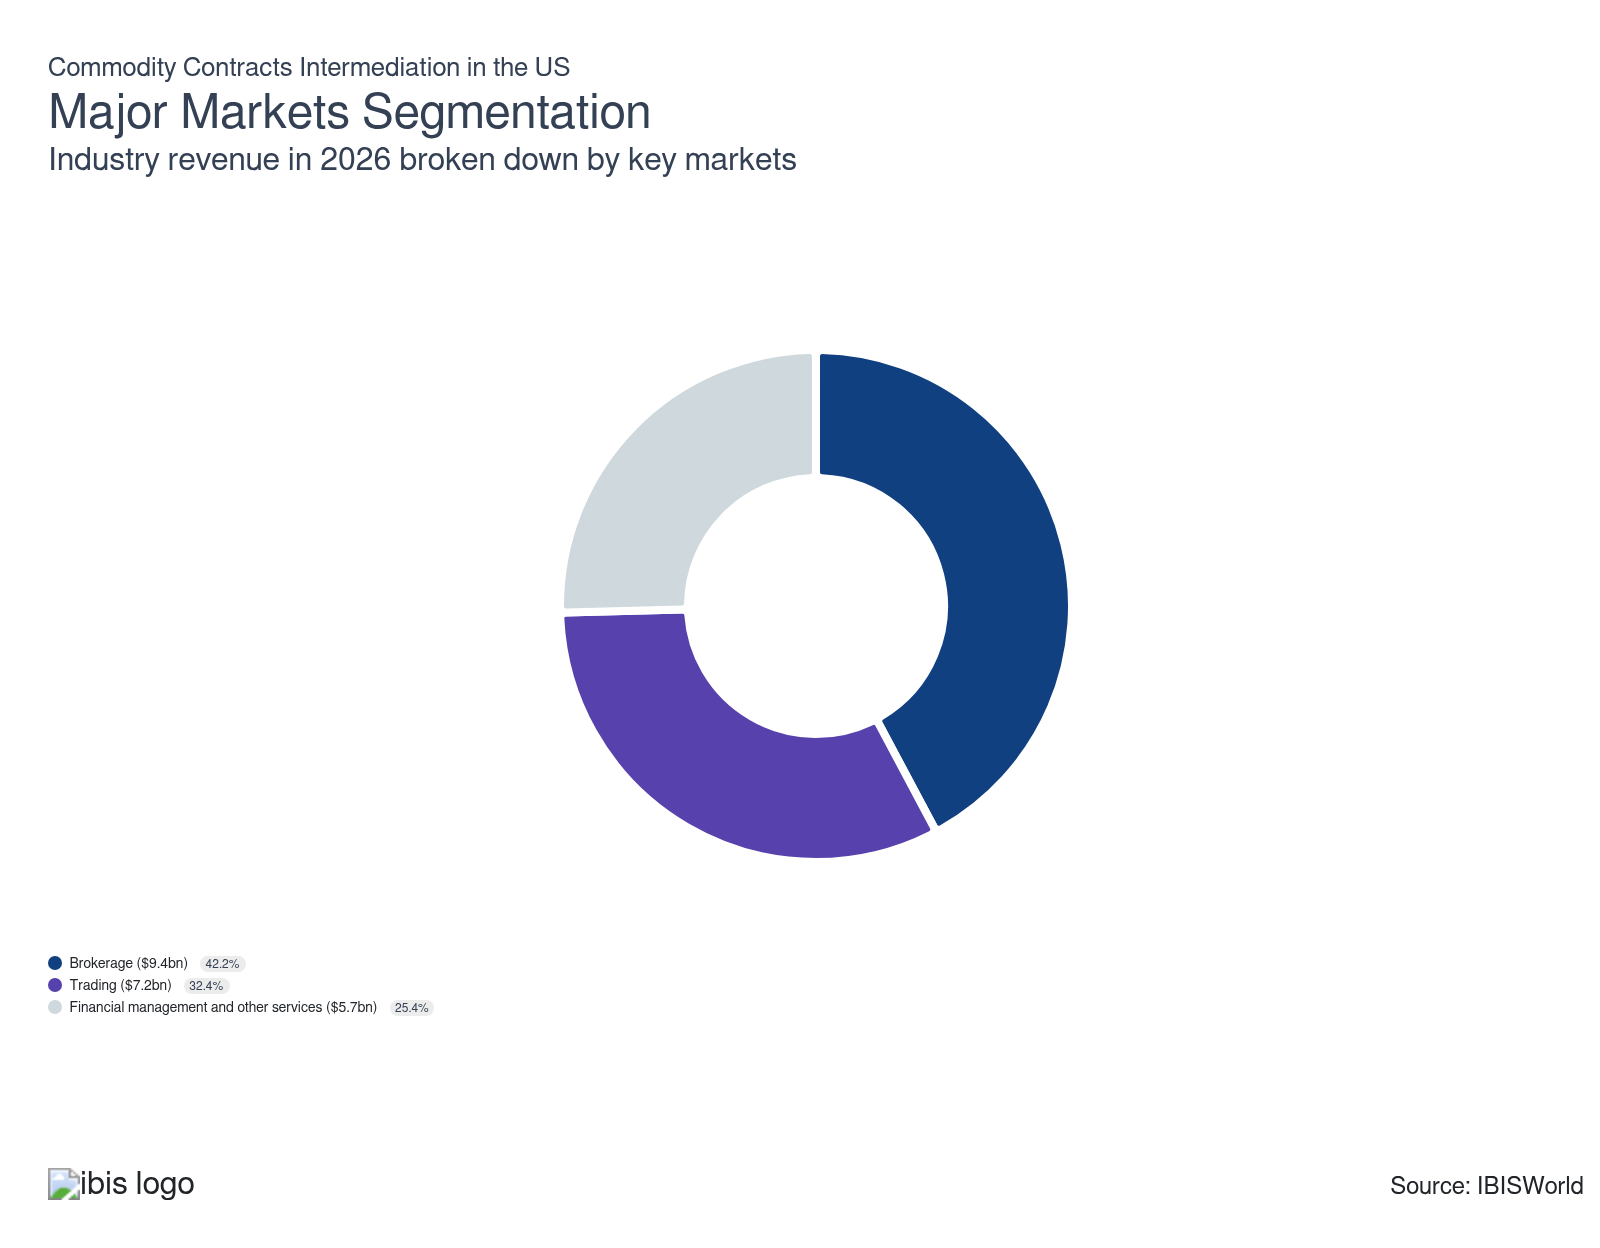 Commodity Contracts Intermediation in the US
Major Markets Segmentation
Industry revenue in 2026 broken down by key markets
Brokerage ($9.4bn) 42.2%
Trading ($7.2bn) 32.4%
Financial management and other services ($5.7bn) 25.4%
ibis logo
Source: IBISWorld